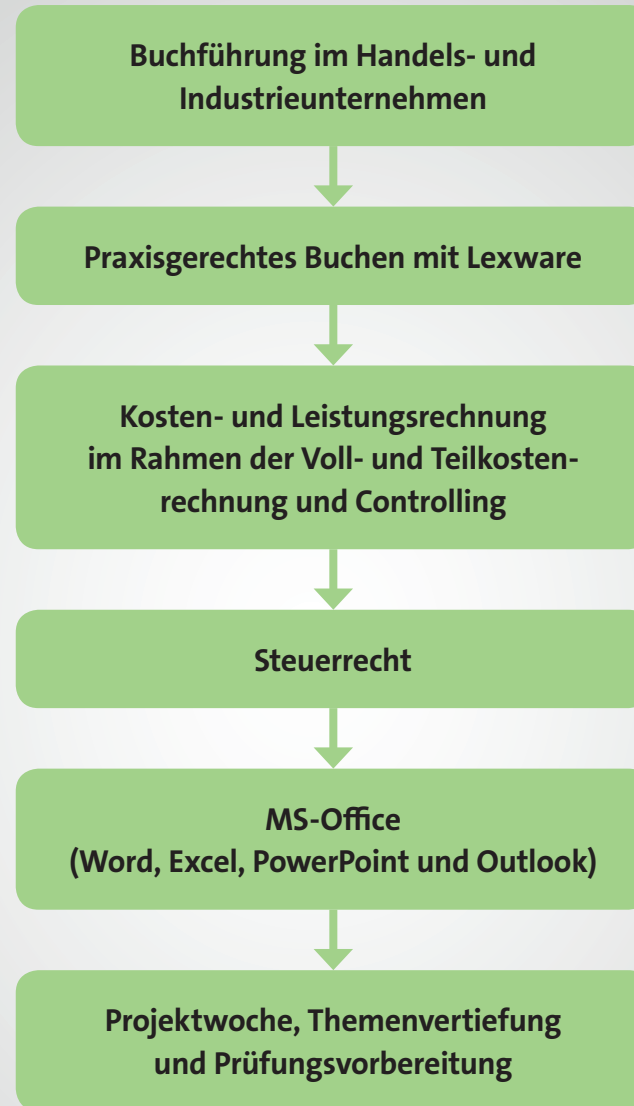 Buchführung im Handels- und
Industrieunternehmen
Praxisgerechtes Buchen mit Lexware
Kosten- und Leistungsrechnung
im Rahmen der Voll- und Teilkosten-
rechnung und Controlling
Steuerrecht
MS-Office
(Word, Excel, PowerPoint und Outlook)
Projektwoche, Themenvertiefung
und Prüfungsvorbereitung